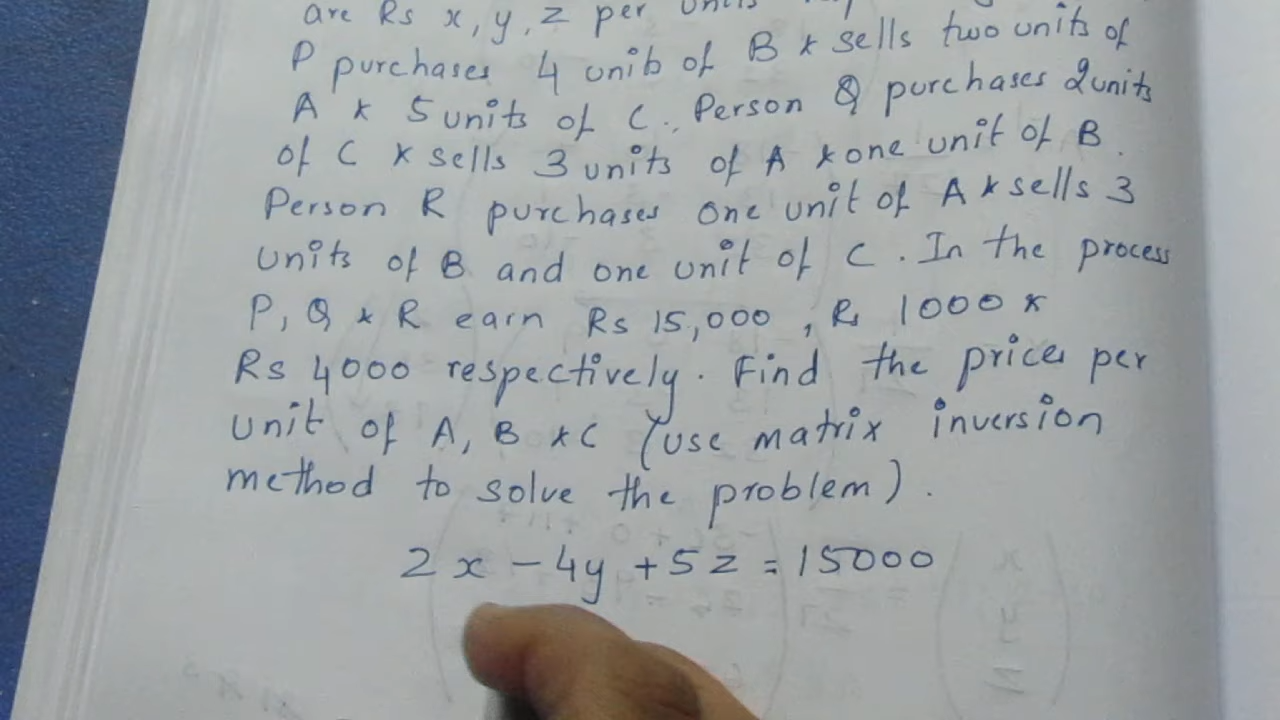 are Rs x, y, z per units
P purchases 4 units of B & sells two units of
A & 5 units of C. Person Q purchases 2 units
of C & sells 3 units of A & one unit of B.
Person R purchases one unit of A & sells 3
units of B and one unit of C. In the process
P, Q & R earn Rs 15,000, Rs 1000 &
Rs 4000 respectively. Find the prices per
unit of A, B & C (use matrix inversion
method to solve the problem).
2x - 4y + 5z = 15000